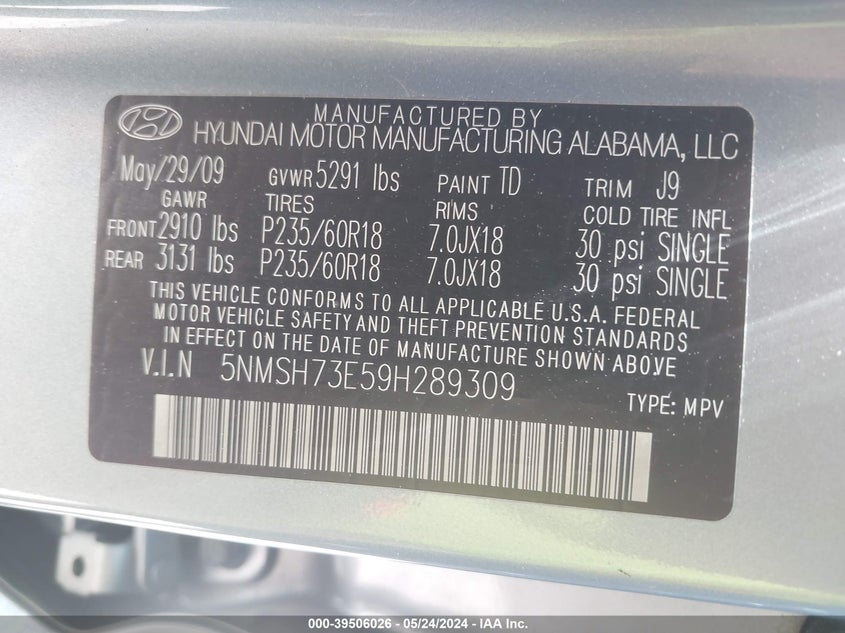 MANUFACTURED BY
HYUNDAI MOTOR MANUFACTURING ALABAMA, LLC
May/29/09 GVWR 5291 lbs PAINT TD TRIM J9
GAWR TIRES RIMS COLD TIRE INFL
FRONT 2910 lbs P235/60R18 7.0JX18 30 psi SINGLE
REAR 3131 lbs P235/60R18 7.0JX18 30 psi SINGLE
THIS VEHICLE CONFORMS TO ALL APPLICABLE U.S.A. FEDERAL
MOTOR VEHICLE SAFETY AND THEFT PREVENTION STANDARDS
IN EFFECT ON THE DATE OF MANUFACTURE SHOWN ABOVE.
V.I.N 5NMSH73E59H289309
TYPE: MPV
000-39506026 - 05/24/2024 - IAA Inc.